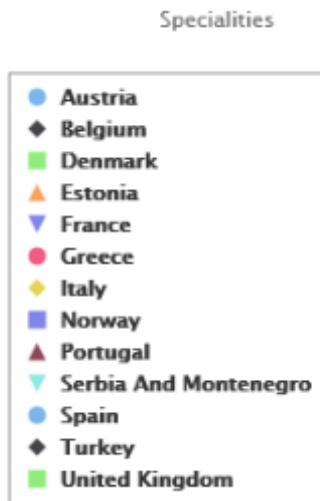 Specialities
Austria
Belgium
Denmark
Estonia
France
Greece
Italy
Norway
Portugal
Serbia And Montenegro
Spain
Turkey
United Kingdom